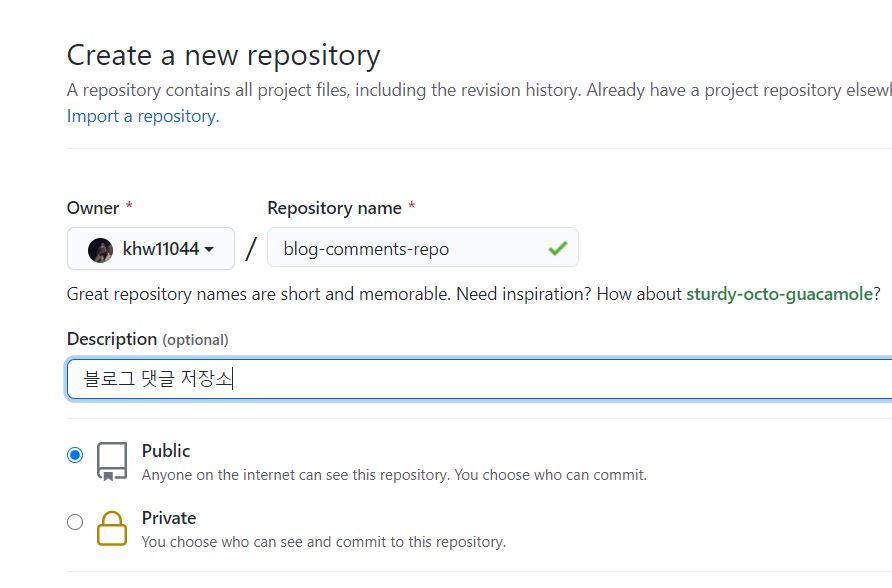 Create a new repository
A repository contains all project files, including the revision history. Already have a project repository
Import a repository.
Owner * Repository name *
khw11044 / blog-comments-repo
Great repository names are short and memorable. Need inspiration? How about sturdy-octo-guacamole?
Description (optional)
블로그 댓글 저장소
Public
Anyone on the internet can see this repository. You choose who can commit.
Private
You choose who can see and commit to this repository.